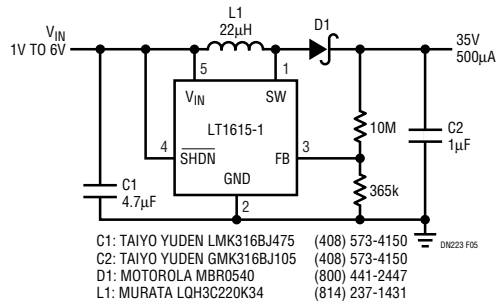 L1
22µH
D1
VIN
1V TO 6V
35V
500µA
5
1
VIN
SW
LT1615-1
10M
C2
1µF
4
SHDN
FB
3
GND
365k
C1
4.7µF
2
DN223 F05
C1: TAIYO YUDEN LMK316BJ475 (408) 573-4150
C2: TAIYO YUDEN GMK316BJ105 (408) 573-4150
D1: MOTOROLA MBR0540 (800) 441-2447
L1: MURATA LQH3C220K34 (814) 237-1431